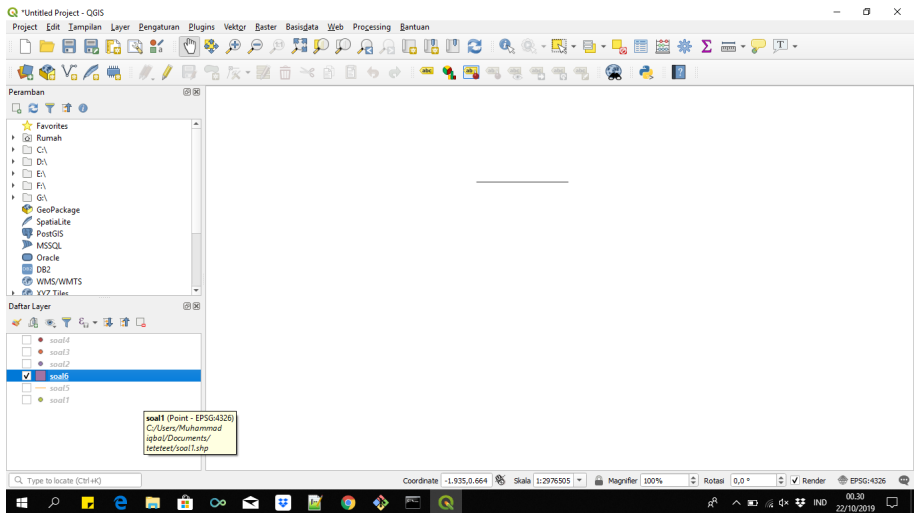 *Untitled Project - QGIS
Project Edit Tampilan Layer Pengaturan Plugins Vektor Raster Basisdata Web Processing Bantuan
Peramban
Favorites
Rumah
C:\
D:\
E:\
F:\
G:\
GeoPackage
SpatiaLite
PostGIS
MSSQL
Oracle
DB2
WMS/WMTS
XYZ Tiles
Daftar Layer
soal4
soal3
soal2
soal6
soal5
soal1
soal1 (Point - EPSG:4326)
C:/Users/Muhammad
iqbal/Documents/
teteteet/soal1.shp
Type to locate (Ctrl+K)
Coordinate -1.935,0.664 Skala 1:2976505 Magnifier 100% Rotasi 0,0 ° Render EPSG:4326
IND
00.30
22/10/2019